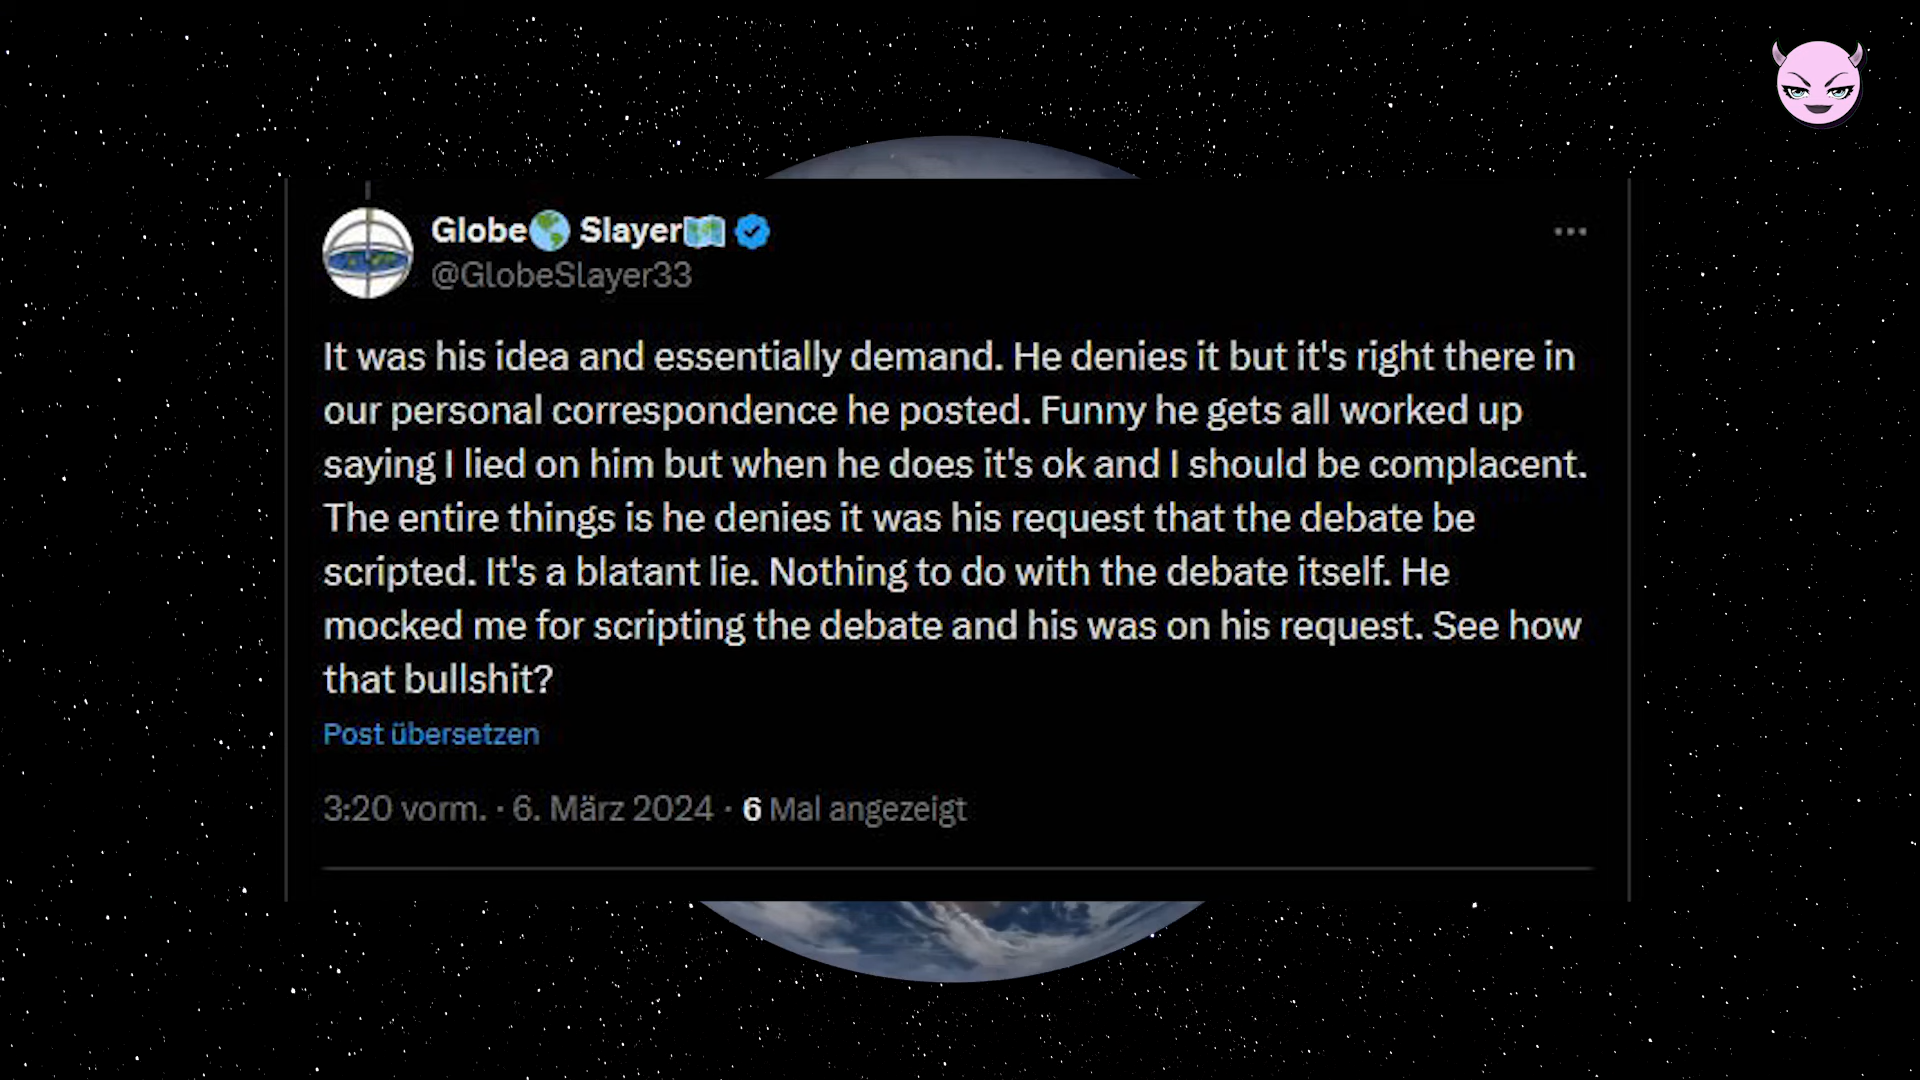 Globe🌎 Slayer🗺️
@GlobeSlayer33
It was his idea and essentially demand. He denies it but it's right there in
our personal correspondence he posted. Funny he gets all worked up
saying I lied on him but when he does it's ok and I should be complacent.
The entire things is he denies it was his request that the debate be
scripted. It's a blatant lie. Nothing to do with the debate itself. He
mocked me for scripting the debate and his was on his request. See how
that bullshit?
Post übersetzen
3:20 vorm. · 6. März 2024 · 6 Mal angezeigt